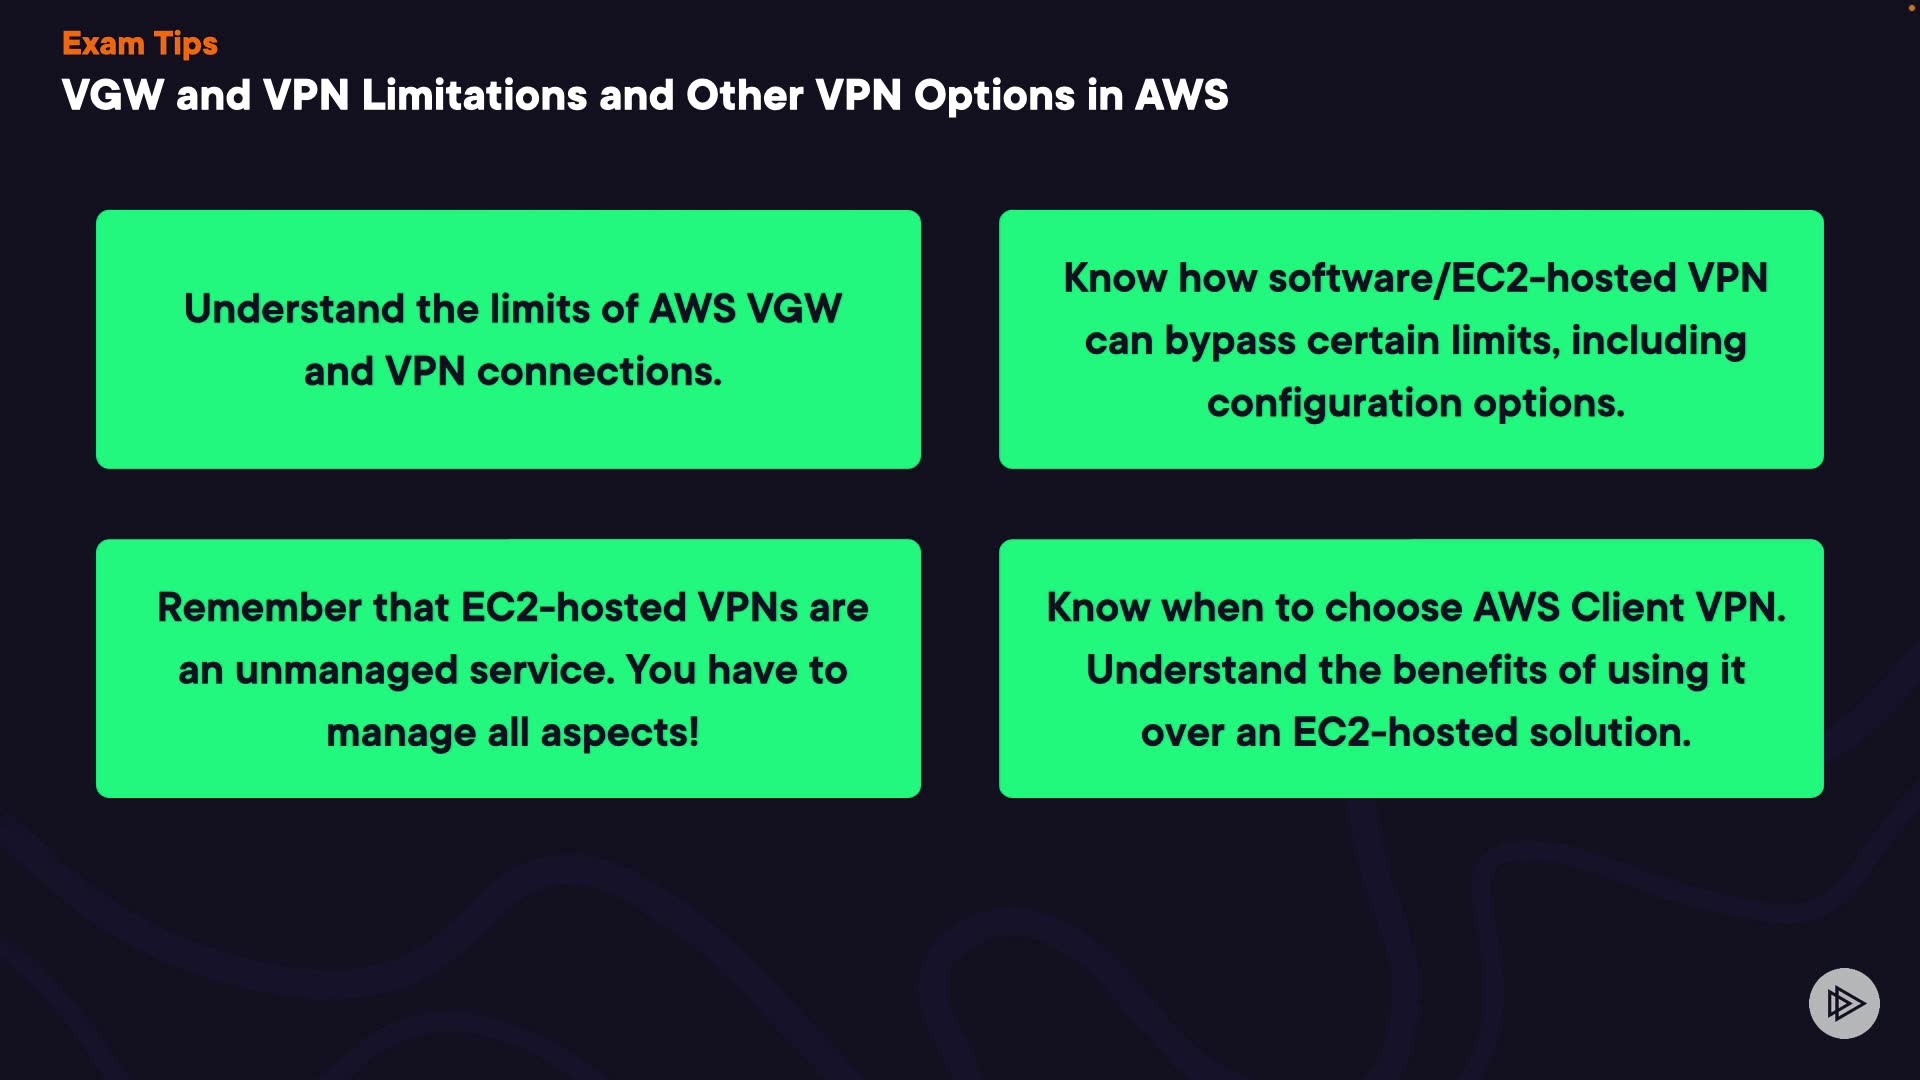 Exam Tips
VGW and VPN Limitations and Other VPN Options in AWS
Understand the limits of AWS VGW
and VPN connections.
Know how software/EC2-hosted VPN
can bypass certain limits, including
configuration options.
Remember that EC2-hosted VPNs are
an unmanaged service. You have to
manage all aspects!
Know when to choose AWS Client VPN.
Understand the benefits of using it
over an EC2-hosted solution.